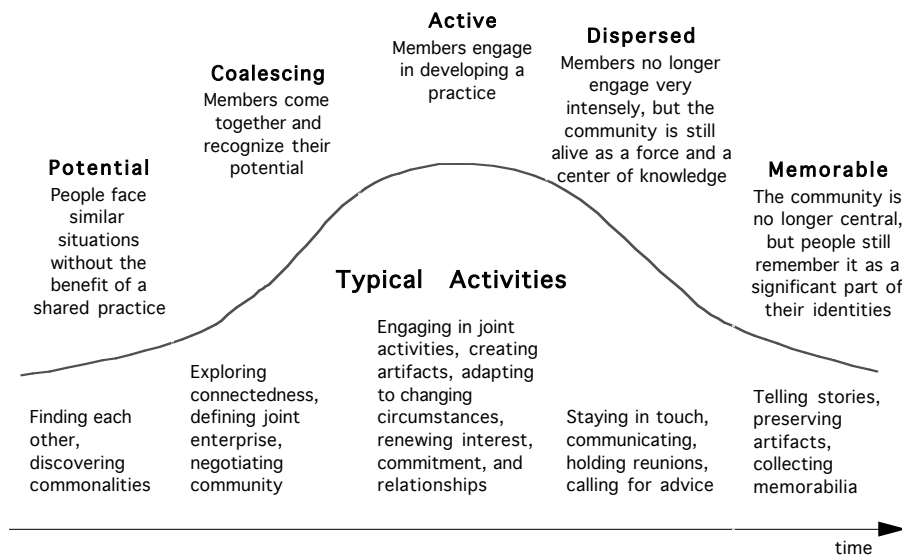 Potential
People face
similar
situations
without the
benefit of a
shared practice
Coalescing
Members come
together and
recognize their
potential
Active
Members engage
in developing a
practice
Dispersed
Members no longer
engage very
intensely, but the
community is still
alive as a force and a
center of knowledge
Memorable
The community is
no longer central,
but people still
remember it as a
significant part of
their identities
Typical Activities
Finding each
other,
discovering
commonalities
Exploring
connectedness,
defining joint
enterprise,
negotiating
community
Engaging in joint
activities, creating
artifacts, adapting
to changing
circumstances,
renewing interest,
commitment, and
relationships
Staying in touch,
communicating,
holding reunions,
calling for advice
Telling stories,
preserving
artifacts,
collecting
memorabilia
time